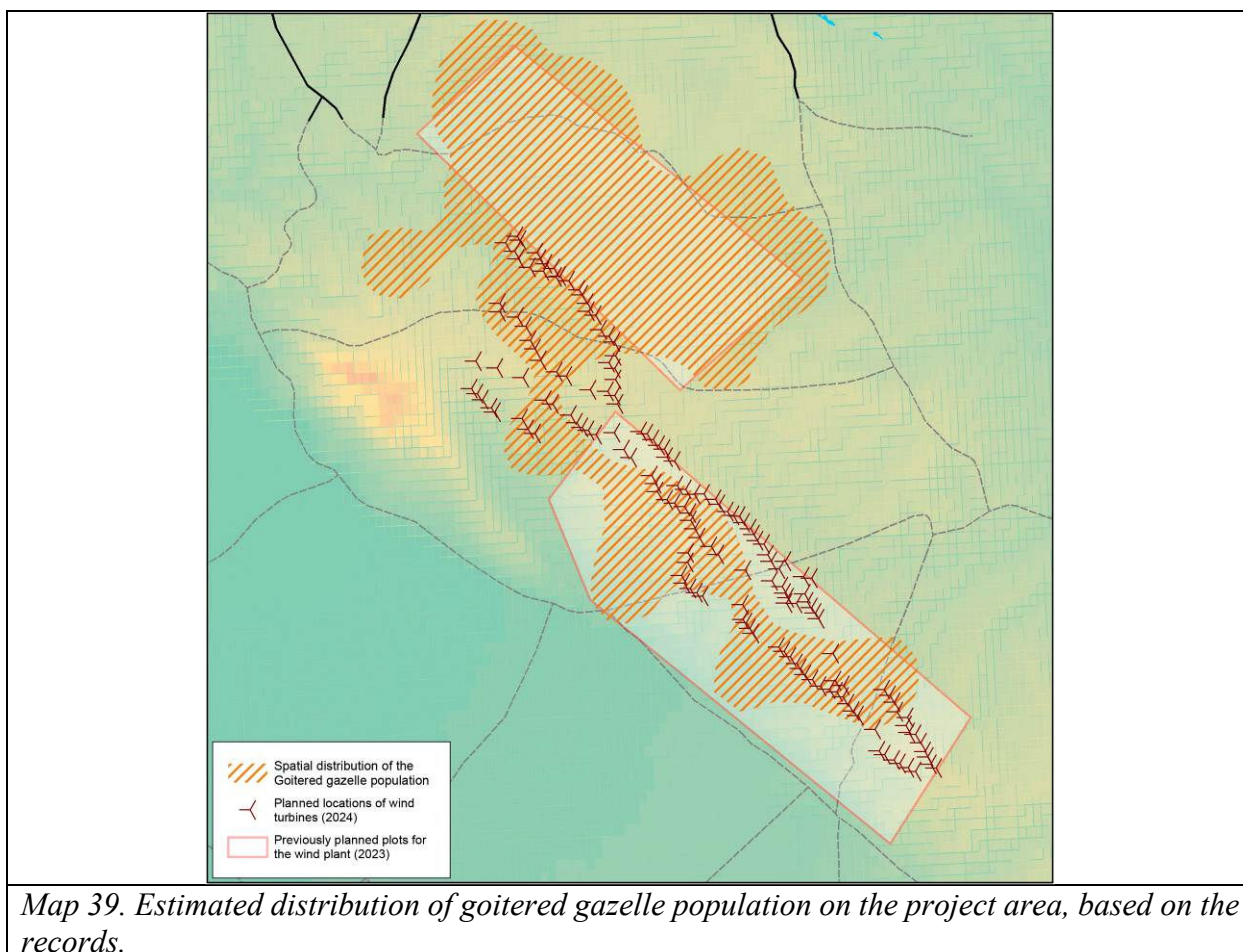 Spatial distribution of the
Goitered gazelle population
Planned locations of wind
turbines (2024)
Previously planned plots for
the wind plant (2023)
Map 39. Estimated distribution of goitered gazelle population on the project area, based on the
records.